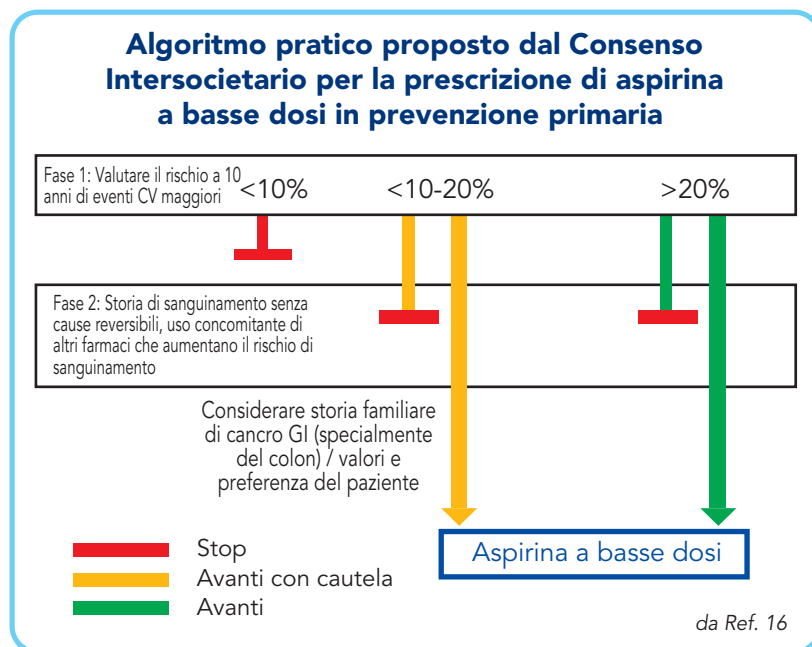 Algoritmo pratico proposto dal Consenso
Intersocietario per la prescrizione di aspirina
a basse dosi in prevenzione primaria
Fase 1: Valutare il rischio a 10
anni di eventi CV maggiori
<10%
<10-20%
>20%
Fase 2: Storia di sanguinamento senza
cause reversibili, uso concomitante di
altri farmaci che aumentano il rischio di
sanguinamento
Considerare storia familiare
di cancro GI (specialmente
del colon) / valori e
preferenza del paziente
Aspirina a basse dosi
Stop
Avanti con cautela
Avanti
da Ref. 16